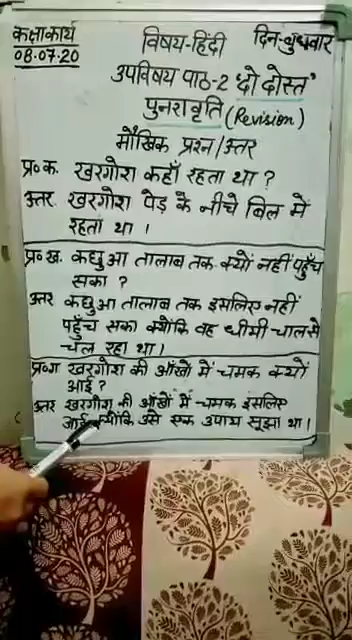 कक्षाकार्य विषय-हिंदी दिन-बुधवार
08.07.20
उपविषय पाठ-2 'दो दोस्त'
पुनरावृति (Revision)
मौखिक प्रश्न/उत्तर
प्र०क. खरगोश कहाँ रहता था ?
उत्तर. खरगोश पेड़ के नीचे बिल में
रहता था ।
प्र०ख. कछुआ तालाब तक क्यों नहीं पहुँच
सका ?
उत्तर कछुआ तालाब तक इसलिए नहीं
पहुँच सका क्योंकि वह धीमी चाल से
चल रहा था ।
प्र०ग खरगोश की आँखों में चमक क्यों
आई ?
उत्तर खरगोश की आँखों में चमक इसलिए
आई क्योंकि उसे एक उपाय सूझा था ।